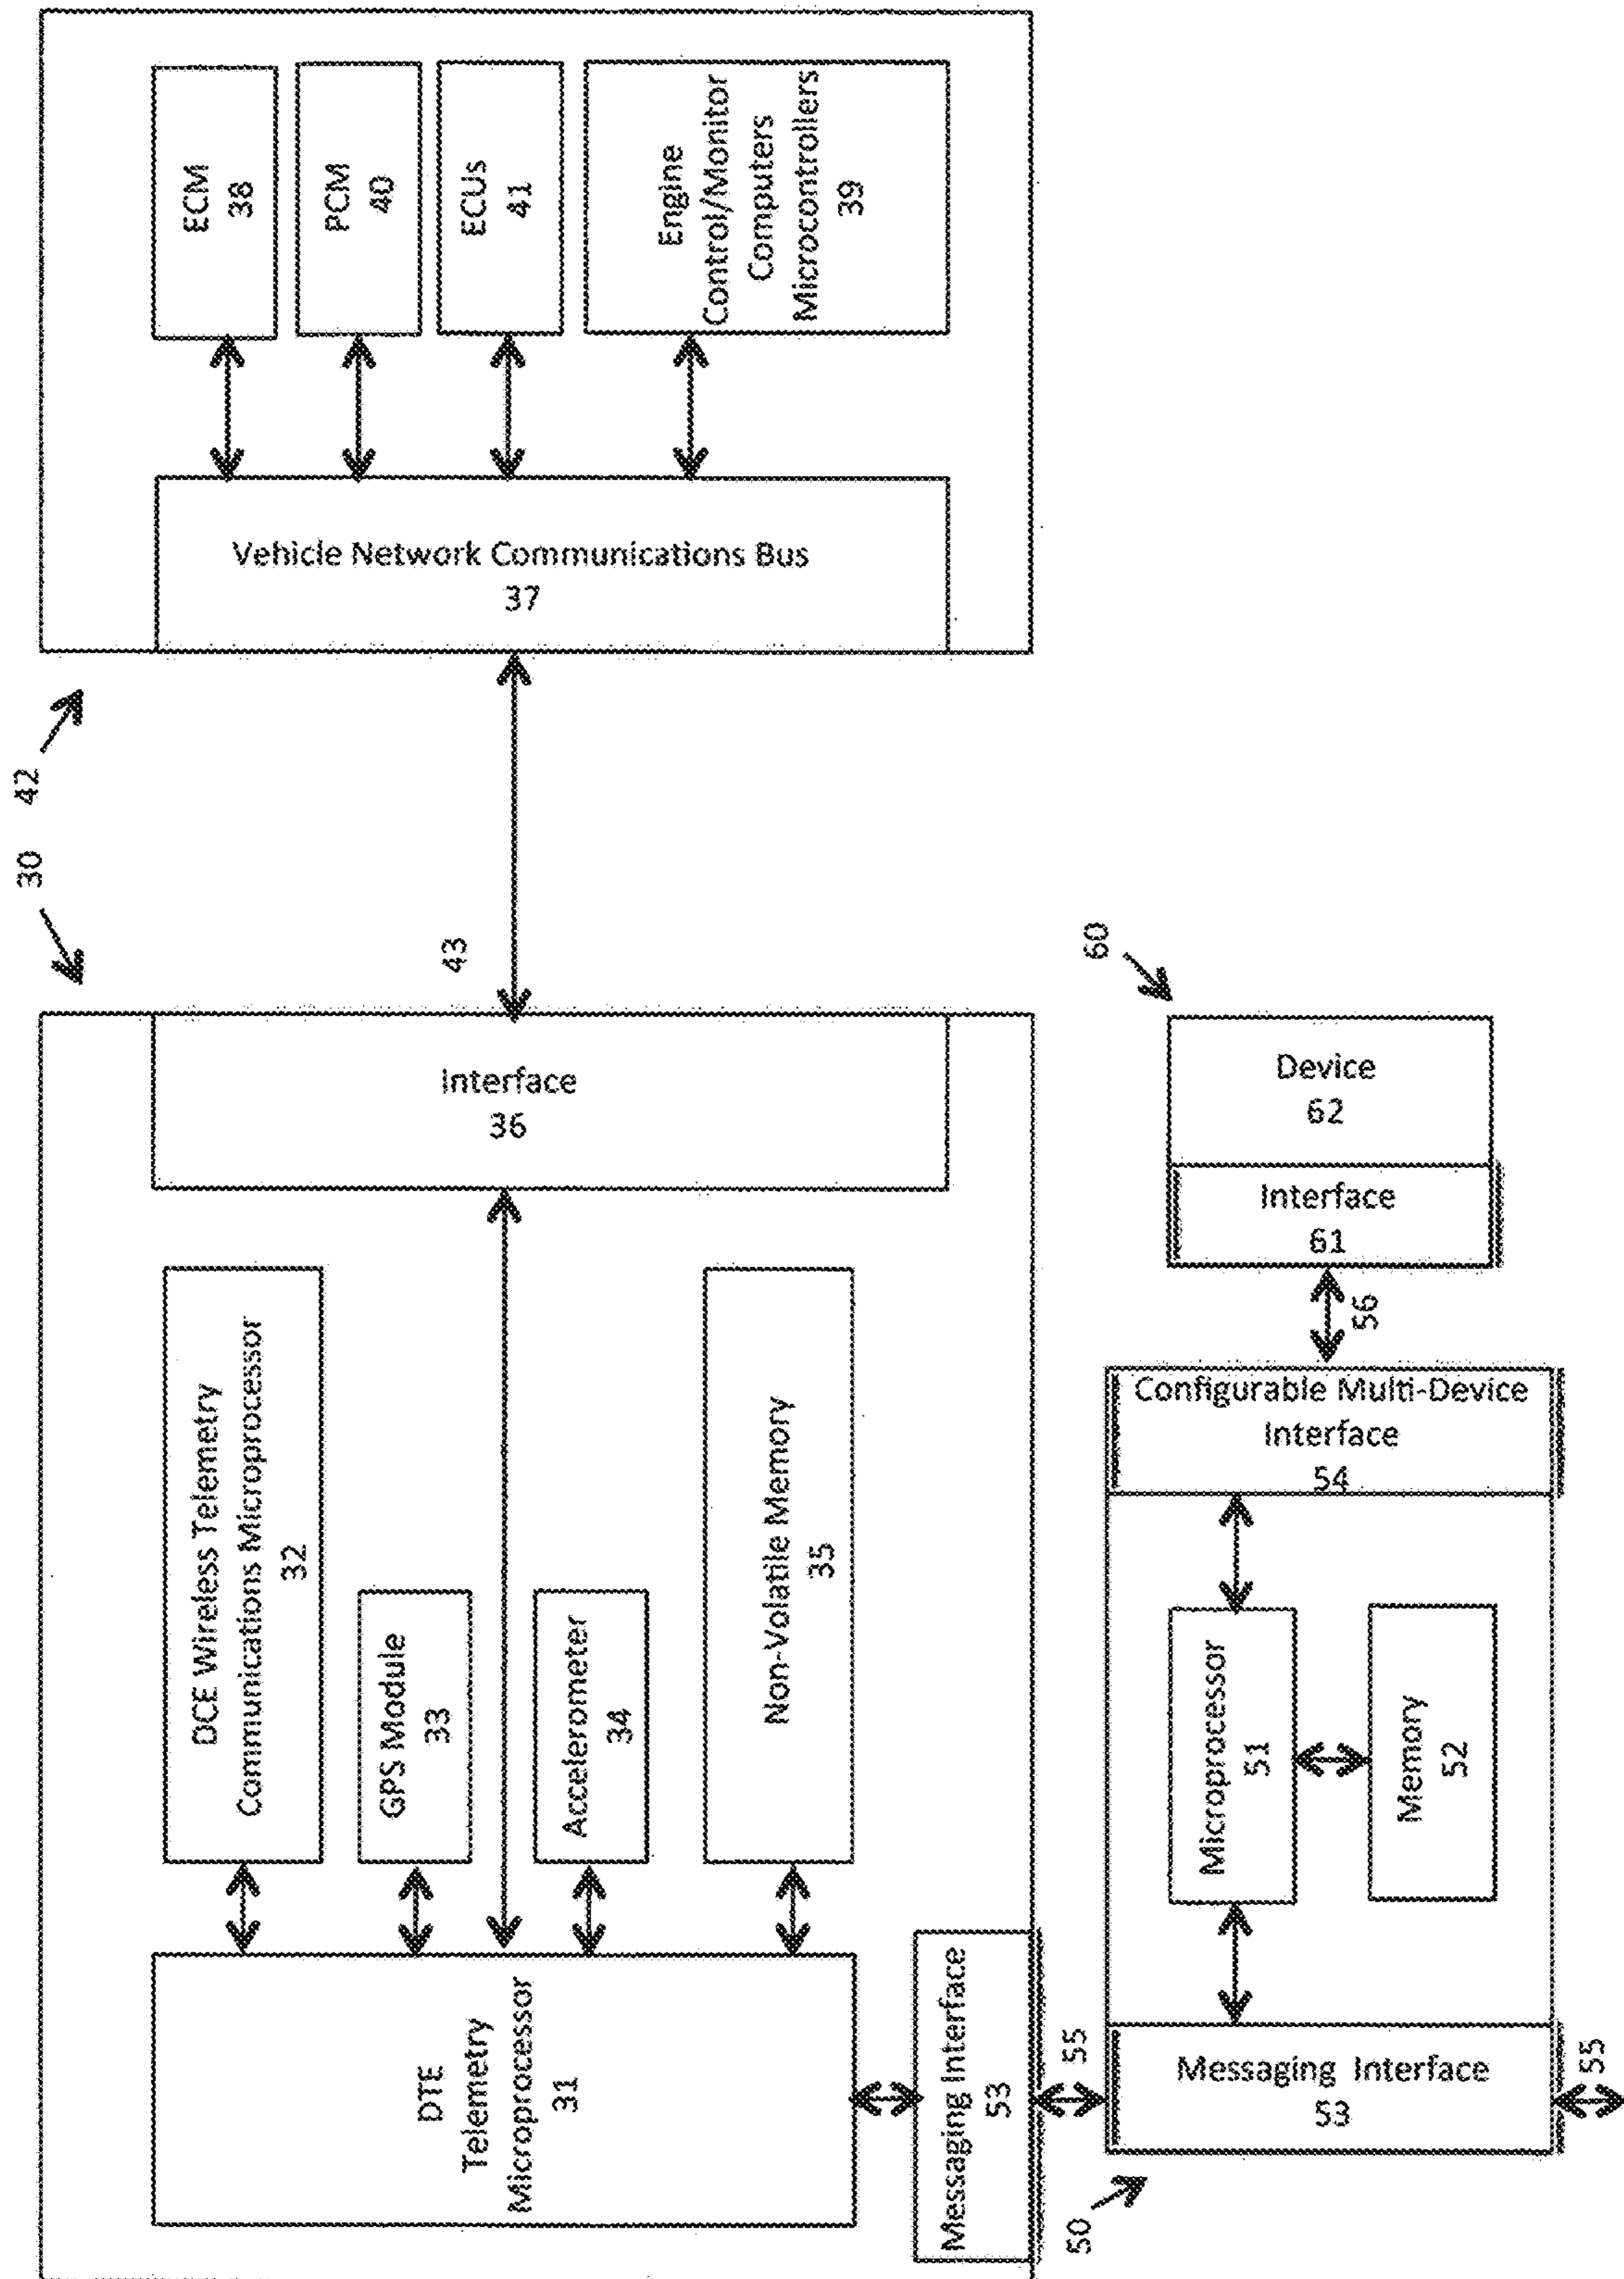 ECM
38
PCM
40
ECUs
41
Engine
Control/Monitor
Computers
Microcontrollers
39
Vehicle Network Communications Bus
37
42
30
43
Interface
36
DCE Wireless Telemetry
Communications Microprocessor
32
GPS Module
33
Accelerometer
34
Non-Volatile Memory
35
DTE
Telemetry
Microprocessor
31
Messaging Interface
53
55
60
Device
62
Interface
61
56
Configurable Multi-Device
Interface
54
Microprocessor
51
Memory
52
Messaging Interface
53
55
50